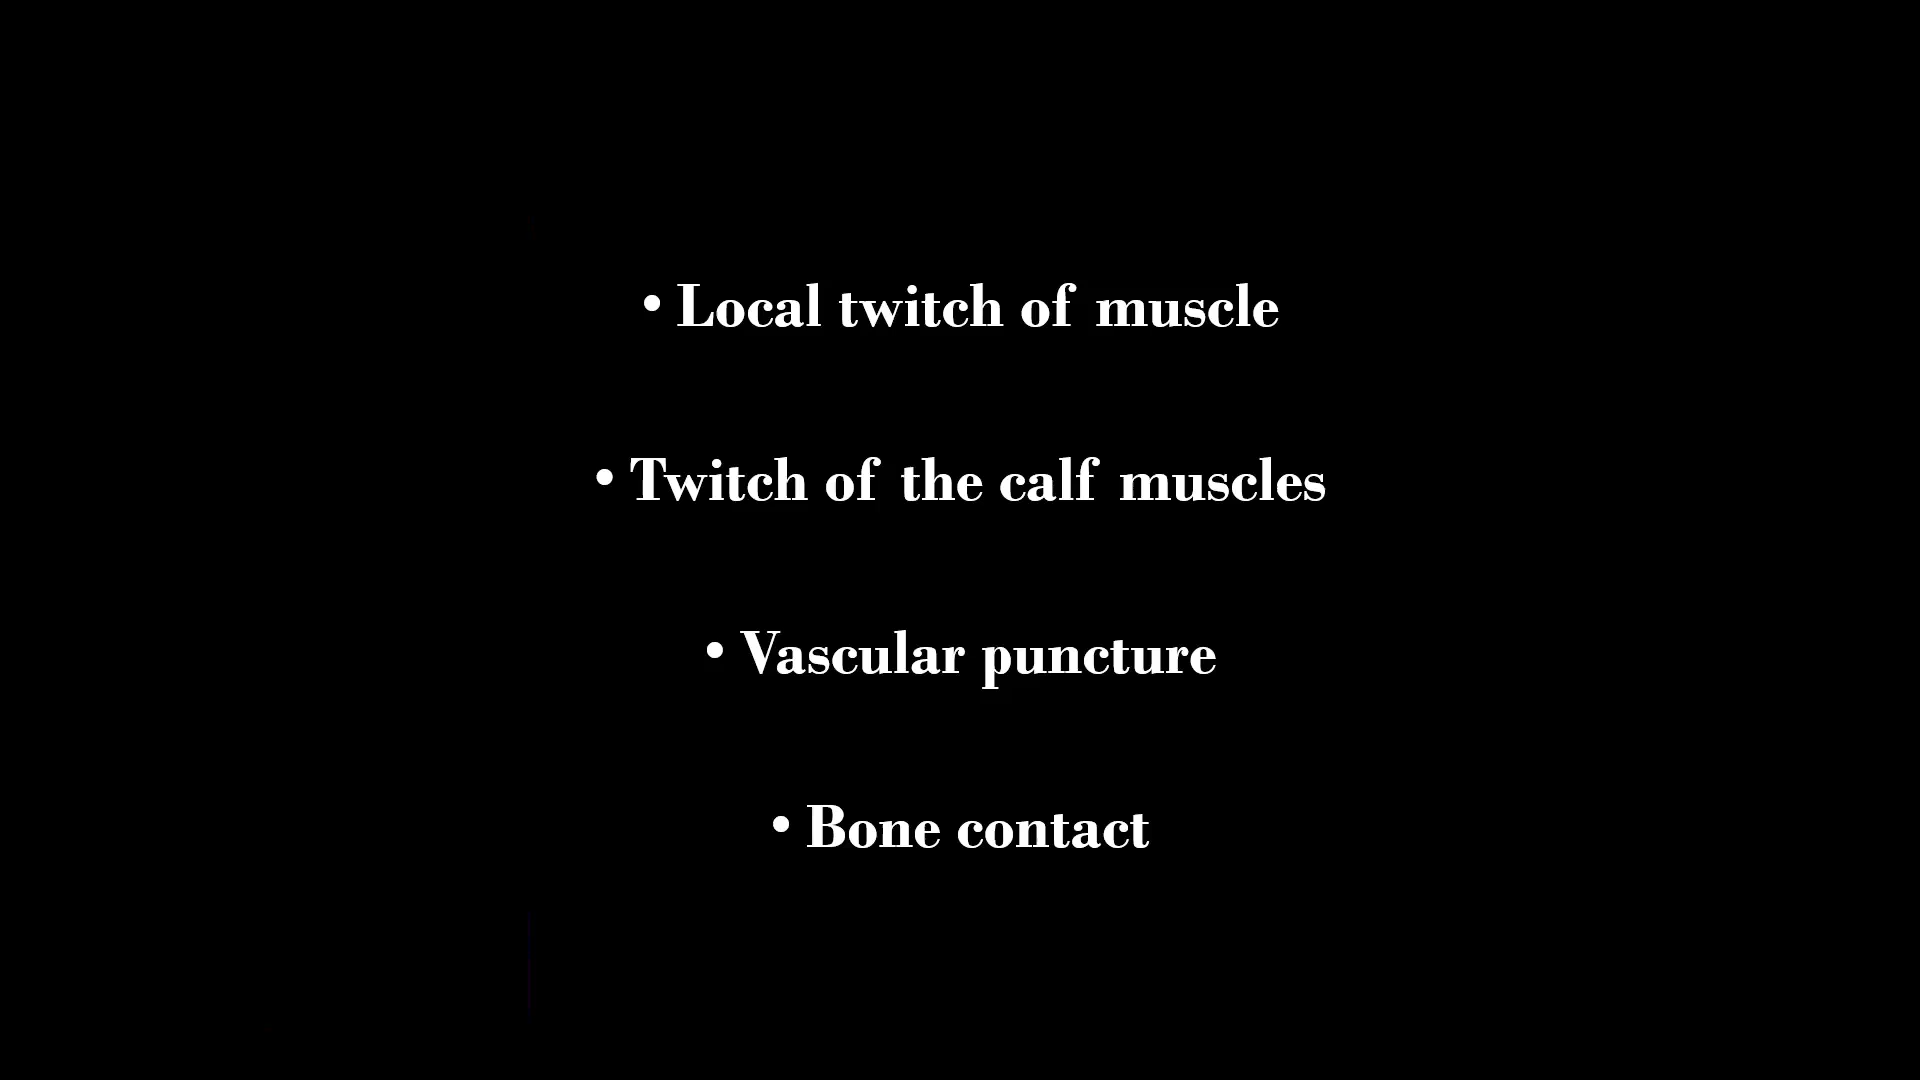 • Local twitch of muscle
• Twitch of the calf muscles
• Vascular puncture
• Bone contact